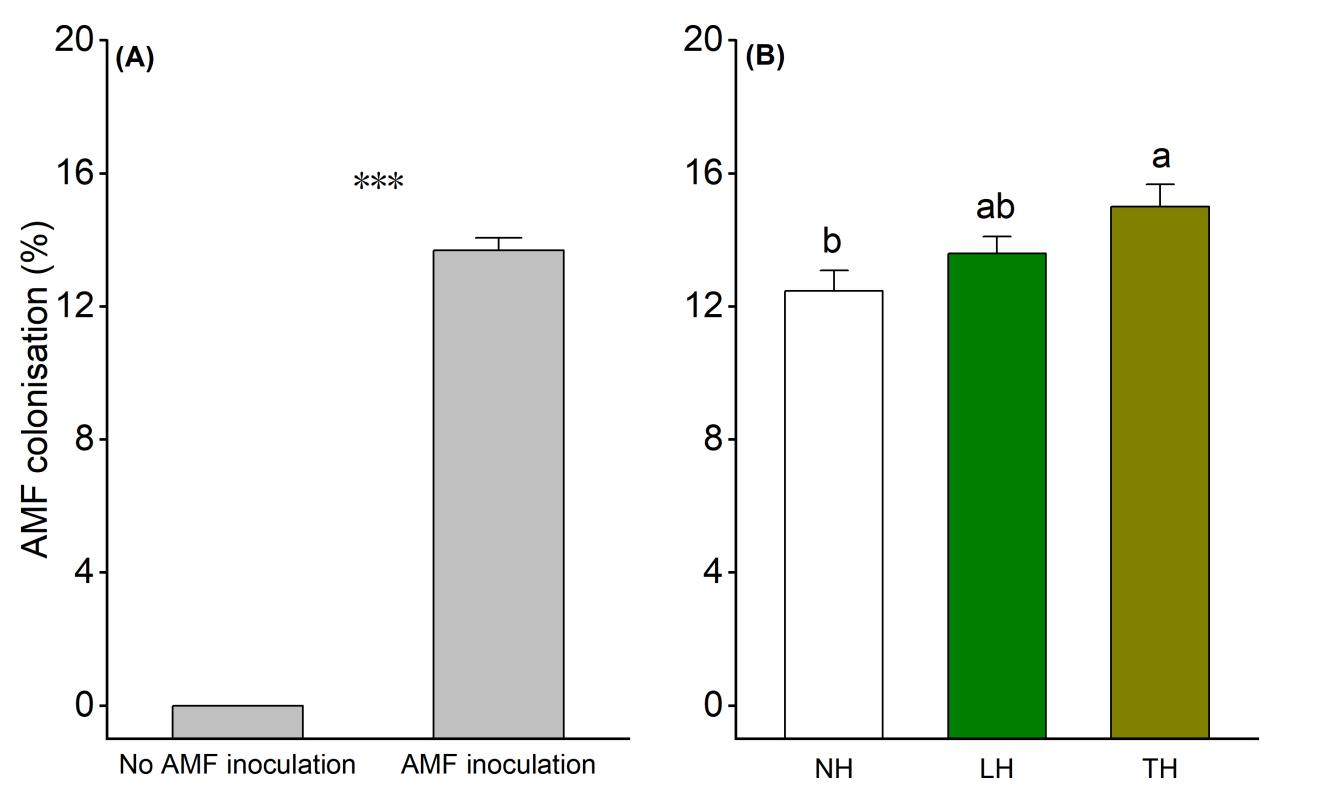 (A)
AMF colonisation (%)
20
16
12
8
4
0
***
No AMF inoculation
AMF inoculation
(B)
20
16
12
8
4
0
b
ab
a
NH
LH
TH